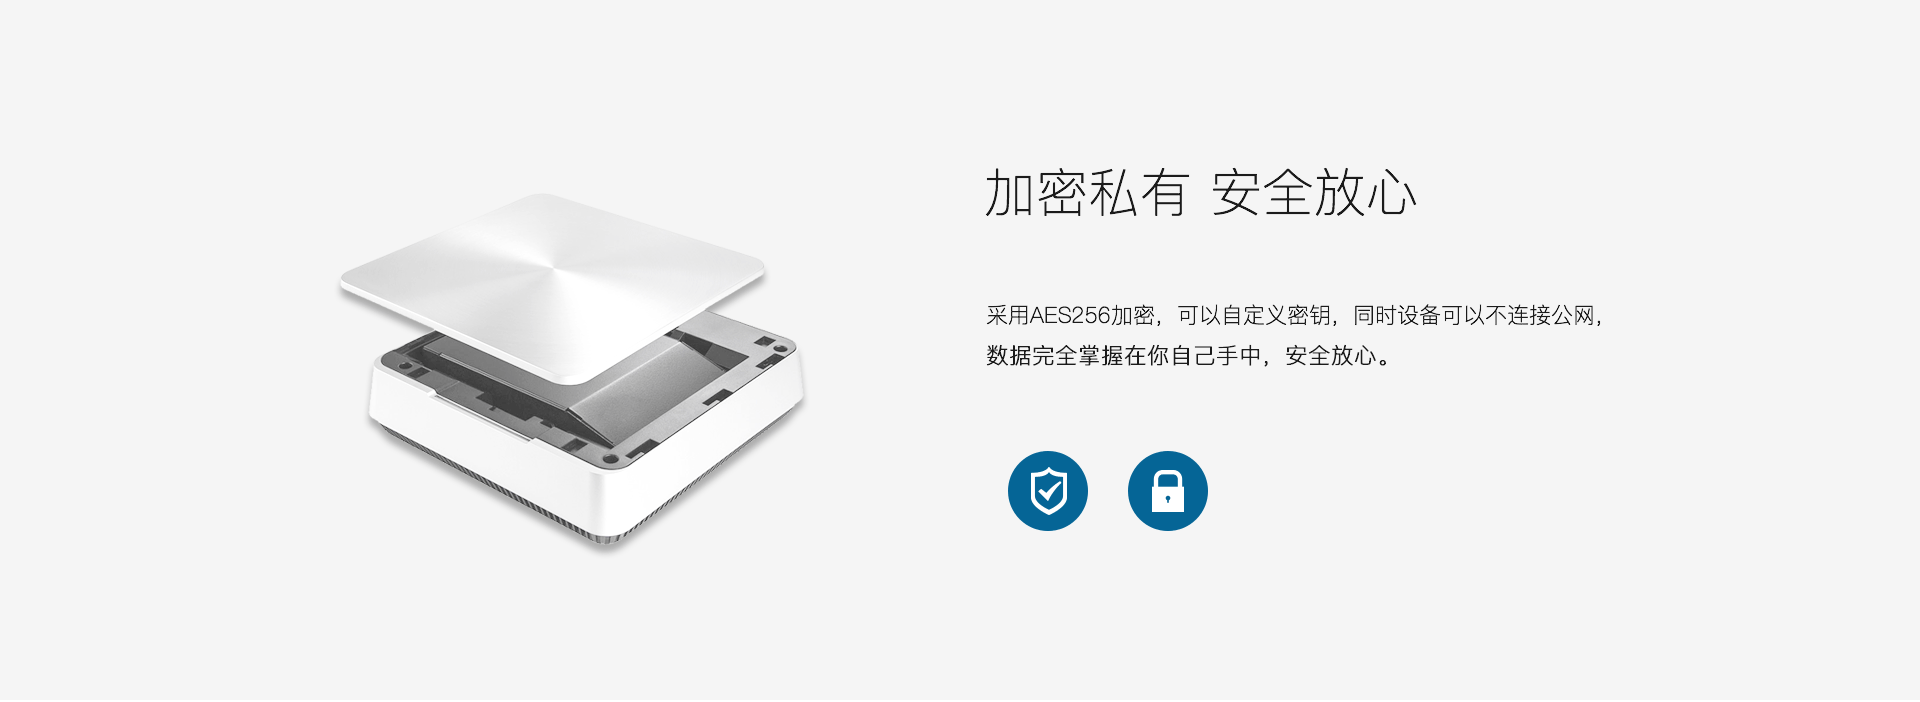 加密私有 安全放心
采用AES256加密，可以自定义密钥，同时设备可以不连接公网，
数据完全掌握在你自己手中，安全放心。